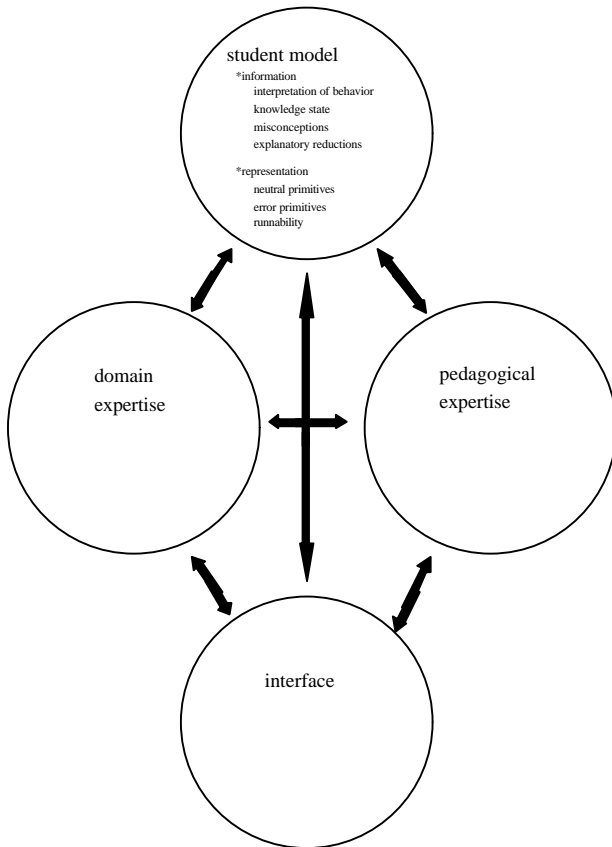 student model
*information
interpretation of behavior
knowledge state
misconceptions
explanatory reductions
*representation
neutral primitives
error primitives
runnability
domain
expertise
pedagogical
expertise
interface